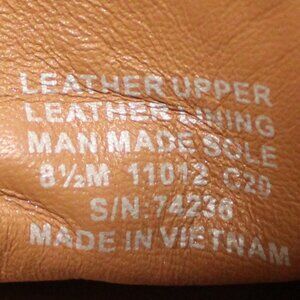 LEATHER UPPER
LEATHER LINING
MAN MADE SOLE
8½M 11012 C20
S/N:74236
MADE IN VIETNAM